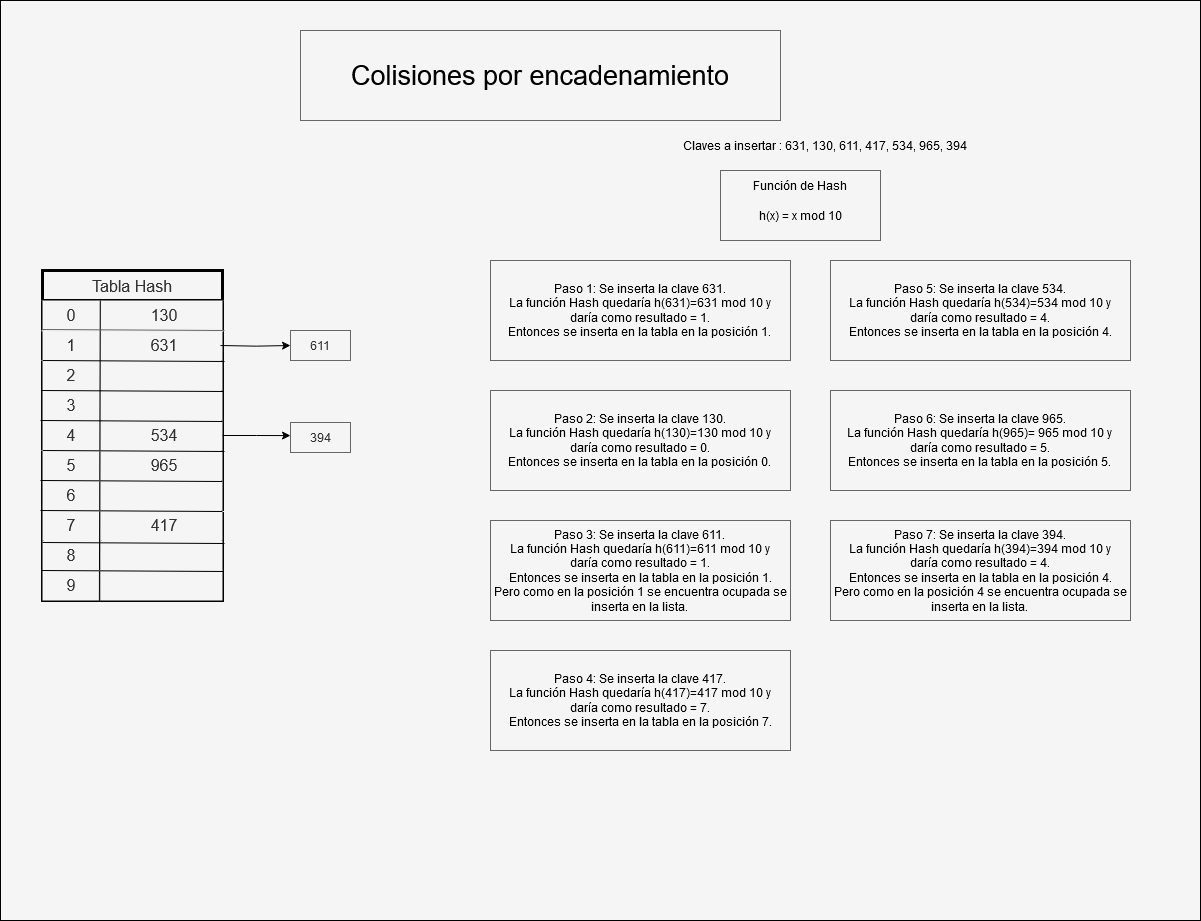 Colisiones por encadenamiento
Claves a insertar : 631, 130, 611, 417, 534, 965, 394
Función de Hash
h(x) = x mod 10
Tabla Hash
0 130
1 631
611
2
3
4 534
394
5 965
6
7 417
8
9
Paso 1: Se inserta la clave 631.
La función Hash quedaría h(631)=631 mod 10 y
daría como resultado = 1.
Entonces se inserta en la tabla en la posición 1.
Paso 2: Se inserta la clave 130.
La función Hash quedaría h(130)=130 mod 10 y
daría como resultado = 0.
Entonces se inserta en la tabla en la posición 0.
Paso 3: Se inserta la clave 611.
La función Hash quedaría h(611)=611 mod 10 y
daría como resultado = 1.
Entonces se inserta en la tabla en la posición 1.
Pero como en la posición 1 se encuentra ocupada se
inserta en la lista.
Paso 4: Se inserta la clave 417.
La función Hash quedaría h(417)=417 mod 10 y
daría como resultado = 7.
Entonces se inserta en la tabla en la posición 7.
Paso 5: Se inserta la clave 534.
La función Hash quedaría h(534)=534 mod 10 y
daría como resultado = 4.
Entonces se inserta en la tabla en la posición 4.
Paso 6: Se inserta la clave 965.
La función Hash quedaría h(965)= 965 mod 10 y
daría como resultado = 5.
Entonces se inserta en la tabla en la posición 5.
Paso 7: Se inserta la clave 394.
La función Hash quedaría h(394)=394 mod 10 y
daría como resultado = 4.
Entonces se inserta en la tabla en la posición 4.
Pero como en la posición 4 se encuentra ocupada se
inserta en la lista.